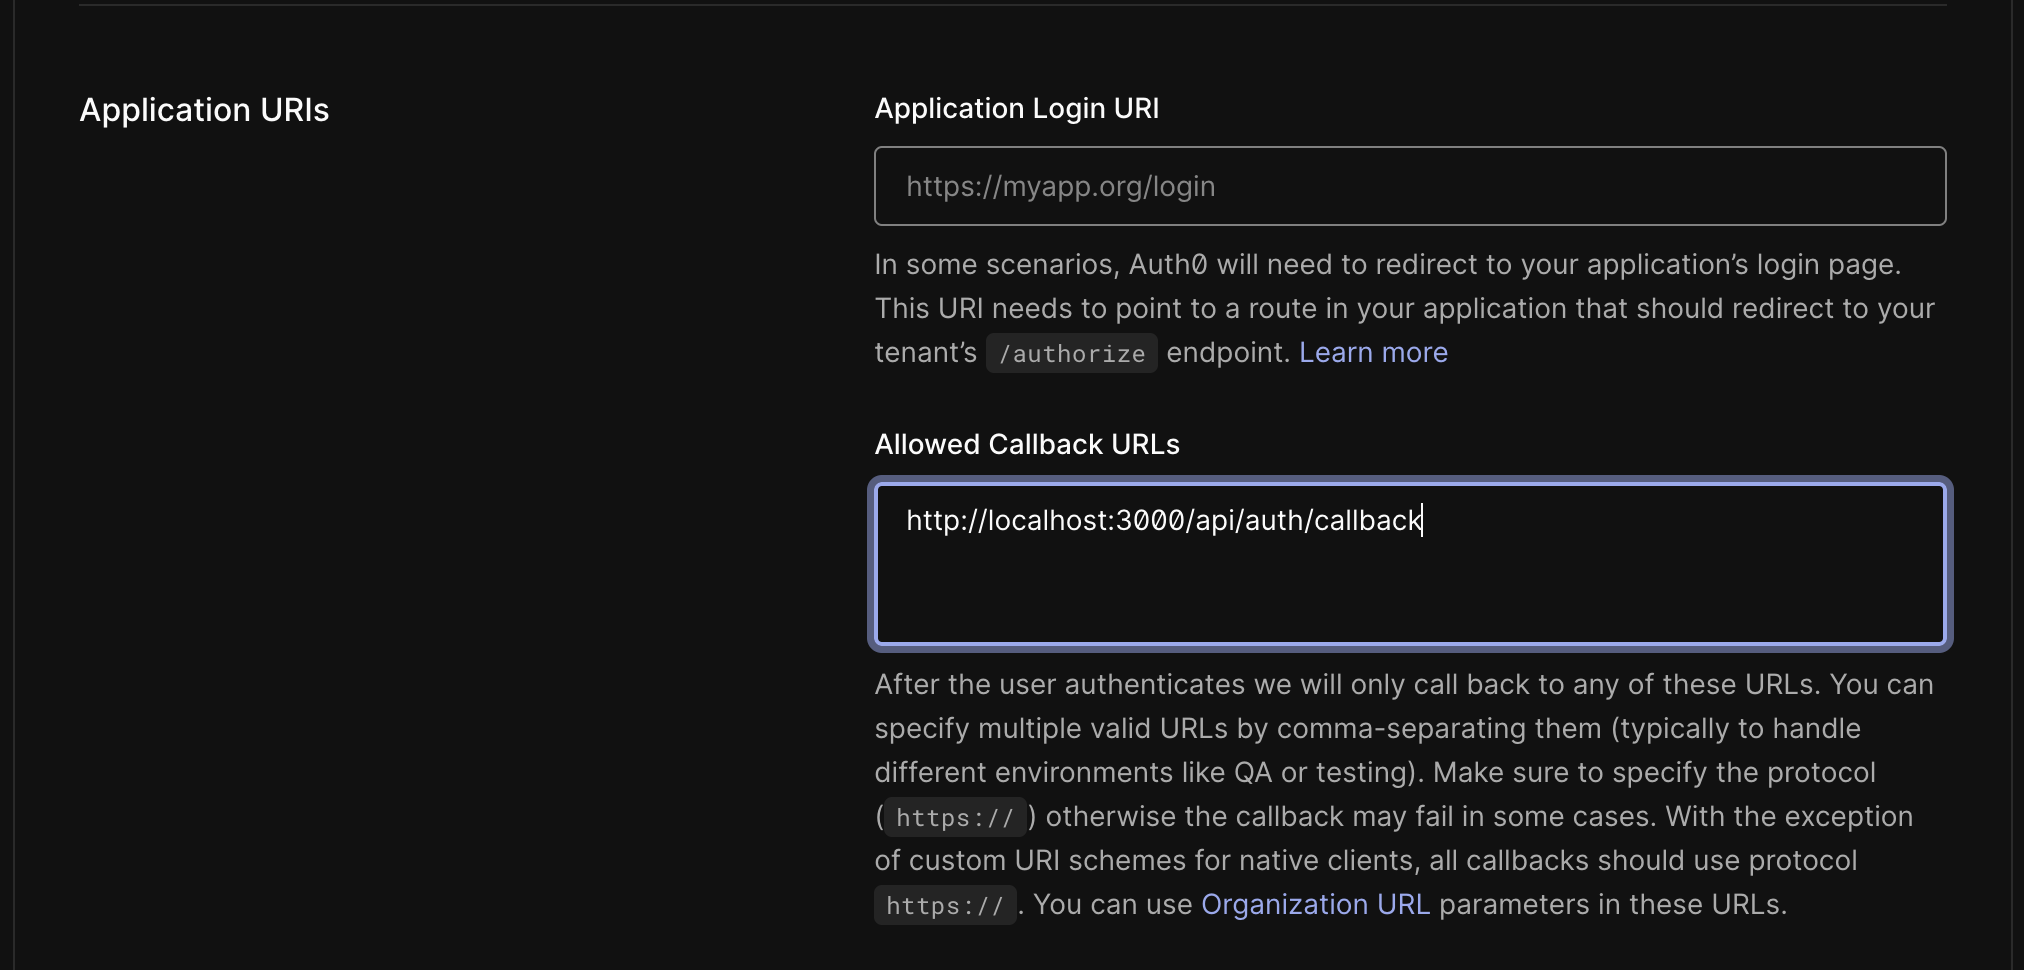 Application URIs
Application Login URI
https://myapp.org/login
In some scenarios, Auth0 will need to redirect to your application’s login page.
This URI needs to point to a route in your application that should redirect to your
tenant’s /authorize endpoint. Learn more
Allowed Callback URLs
http://localhost:3000/api/auth/callback
After the user authenticates we will only call back to any of these URLs. You can
specify multiple valid URLs by comma-separating them (typically to handle
different environments like QA or testing). Make sure to specify the protocol
( https:// ) otherwise the callback may fail in some cases. With the exception
of custom URI schemes for native clients, all callbacks should use protocol
https:// . You can use Organization URL parameters in these URLs.